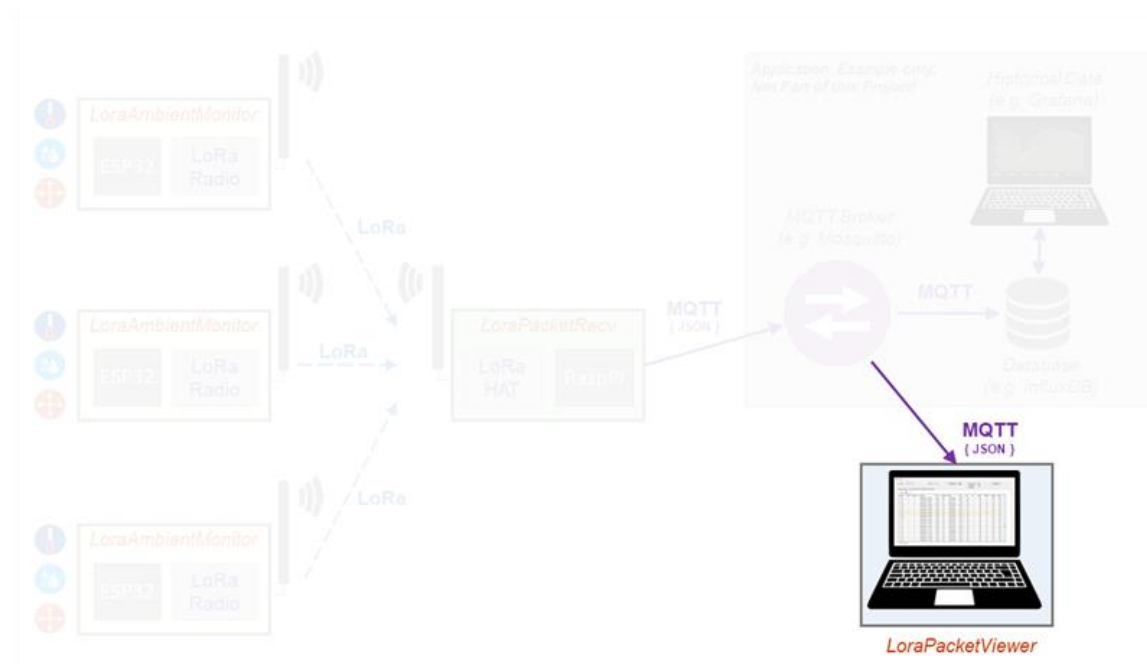 Application: Example only,
Not Part of this Project
Historical Data
(e.g. Grafana)
LoraAmbientMonitor
ESP32
LoRa
Radio
LoRa
MQTT Broker
(e.g. Mosquitto)
LoraAmbientMonitor
ESP32
LoRa
Radio
LoRa
LoraPacketRecv
LoRa
HAT
RaspPi
MQTT
{ JSON }
MQTT
Database
(e.g. InfluxDB)
MQTT
{ JSON }
LoraAmbientMonitor
ESP32
LoRa
Radio
LoRa
LoraPacketViewer